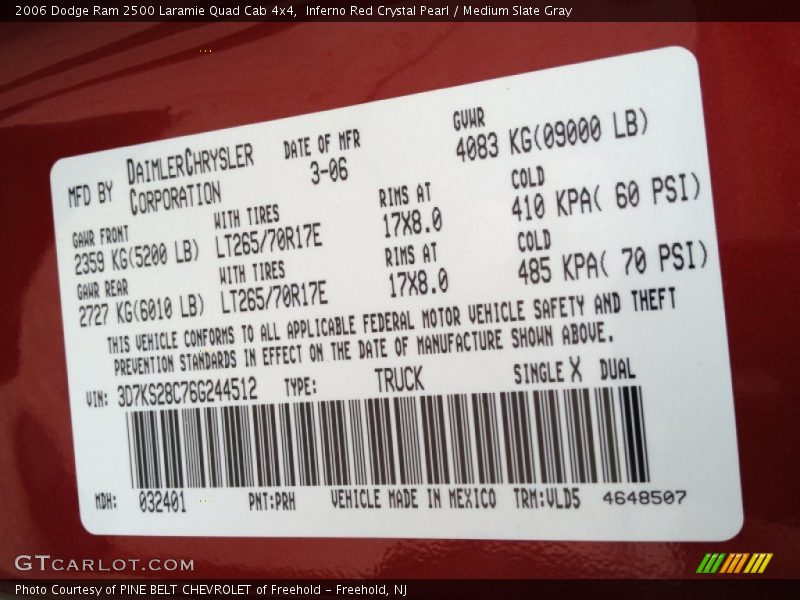 2006 Dodge Ram 2500 Laramie Quad Cab 4x4,  Inferno Red Crystal Pearl / Medium Slate Gray
MFD BY DAIMLERCHRYSLER CORPORATION
DATE OF MFR
3-06
GVWR
4083 KG(09000 LB)
GAWR FRONT
2359 KG(5200 LB)
WITH TIRES
LT265/70R17E
RIMS AT
17X8.0
COLD
410 KPA( 60 PSI)
GAWR REAR
2727 KG(6010 LB)
WITH TIRES
LT265/70R17E
RIMS AT
17X8.0
COLD
485 KPA( 70 PSI)
THIS VEHICLE CONFORMS TO ALL APPLICABLE FEDERAL MOTOR VEHICLE SAFETY AND THEFT
PREVENTION STANDARDS IN EFFECT ON THE DATE OF MANUFACTURE SHOWN ABOVE.
VIN: 3D7KS28C76G244512 TYPE: TRUCK SINGLE X DUAL
MDH: 032401 PNT:PRH VEHICLE MADE IN MEXICO TRM:VLD5 4648507
GTCARLOT.COM
Photo Courtesy of PINE BELT CHEVROLET of Freehold - Freehold, NJ